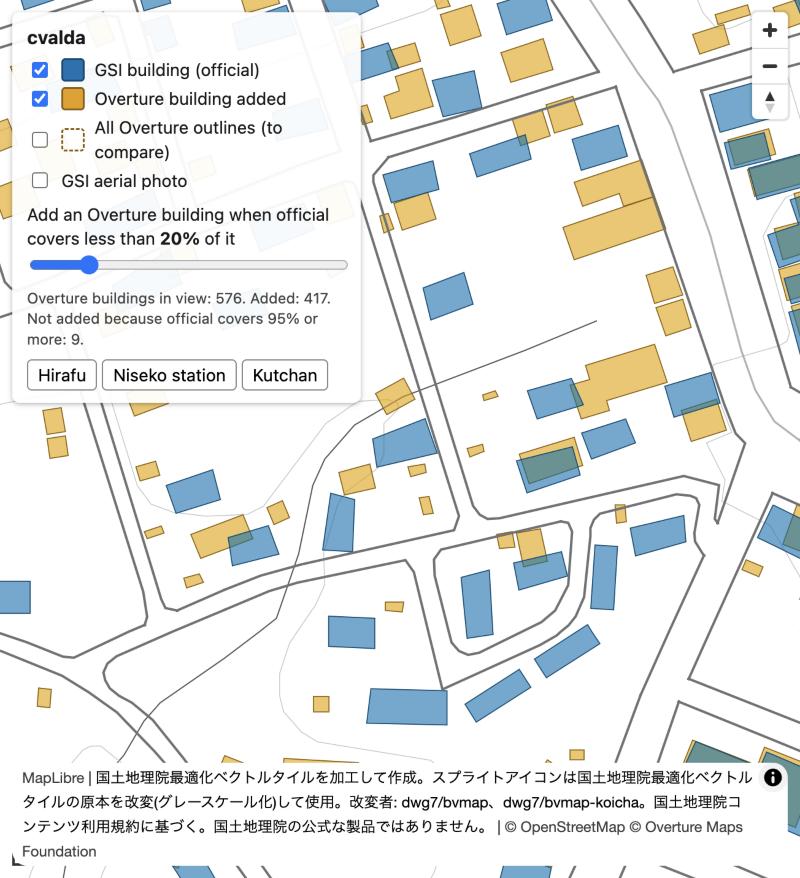 cvalda
GSI building (official)
Overture building added
All Overture outlines (to
compare)
GSI aerial photo
Add an Overture building when official
covers less than 20% of it
Overture buildings in view: 576. Added: 417.
Not added because official covers 95% or
more: 9.
Hirafu Niseko station Kutchan
MapLibre | 国土地理院最適化ベクトルタイルを加工して作成。スプライトアイコンは国土地理院最適化ベクトル
タイルの原本を改変(グレースケール化)して使用。改変者: dwg7/bvmap、dwg7/bvmap-koicha。国土地理院コ
ンテンツ利用規約に基づく。国土地理院の公式な製品ではありません。 | © OpenStreetMap © Overture Maps
Foundation